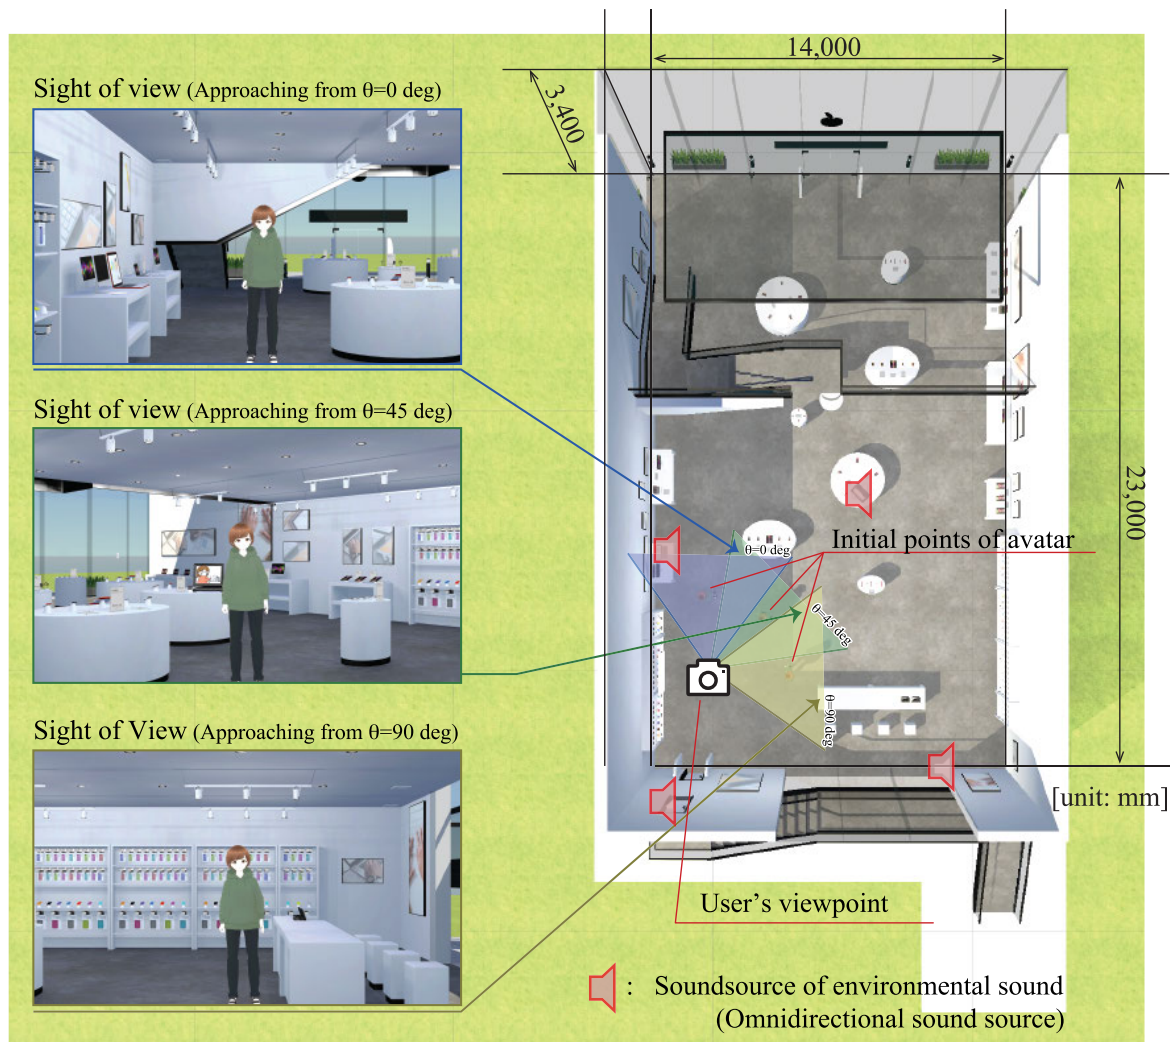 Sight of view (Approaching from θ=0 deg)
Sight of view (Approaching from θ=45 deg)
Sight of View (Approaching from θ=90 deg)
14,000
3,400
23,000
Initial points of avatar
θ=0 deg
θ=45 deg
θ=90 deg
[unit: mm]
User's viewpoint
: Soundsource of environmental sound
(Omnidirectional sound source)